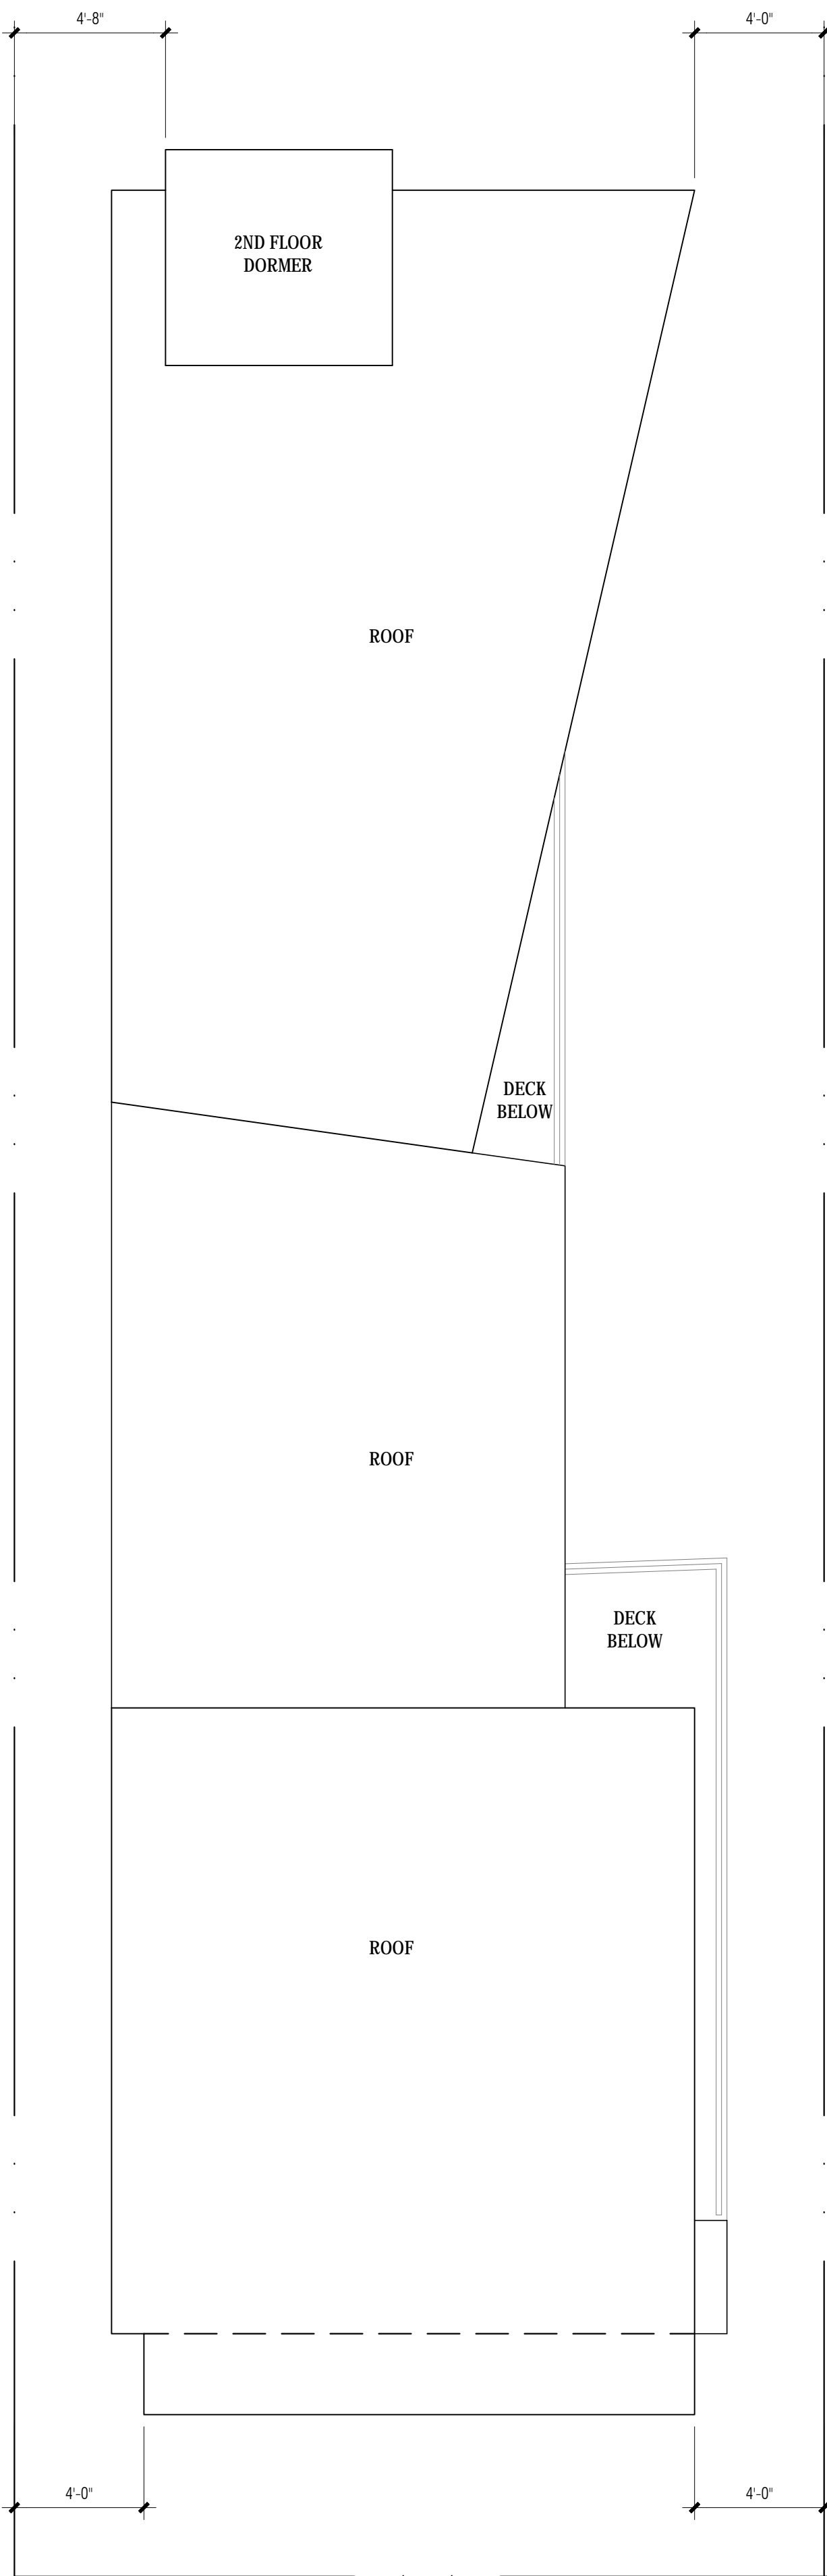 4'-8"
4'-0"
2ND FLOOR
DORMER
ROOF
DECK
BELOW
ROOF
DECK
BELOW
ROOF
4'-0"
4'-0"